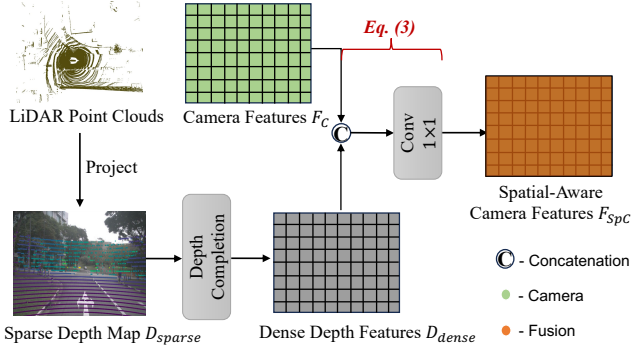 Eq. (3)
LiDAR Point Clouds
Camera Features F_C
C
Conv
1×1
Project
Spatial-Aware
Camera Features F_SpC
Depth
Completion
C - Concatenation
- Camera
- Fusion
Sparse Depth Map D_sparse
Dense Depth Features D_dense